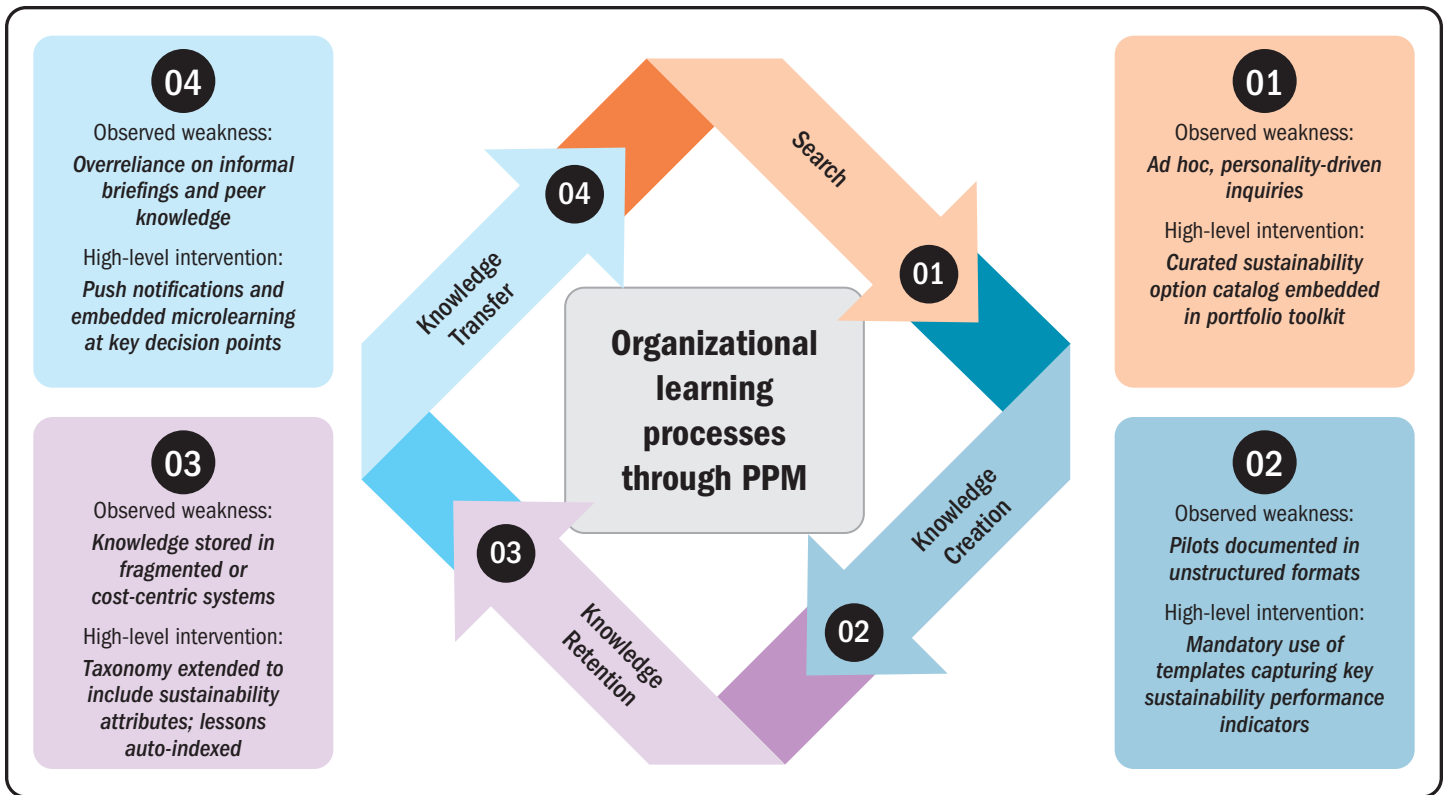 04
Observed weakness:
Overreliance on informal
briefings and peer
knowledge
High-level intervention:
Push notifications and
embedded microlearning
at key decision points
03
Observed weakness:
Knowledge stored in
fragmented or
cost-centric systems
High-level intervention:
Taxonomy extended to
include sustainability
attributes; lessons
auto-indexed
Search
01
Knowledge
Creation
02
Knowledge
Retention
03
Knowledge
Transfer
04
Organizational
learning
processes
through PPM
01
Observed weakness:
Ad hoc, personality-driven
inquiries
High-level intervention:
Curated sustainability
option catalog embedded
in portfolio toolkit
02
Observed weakness:
Pilots documented in
unstructured formats
High-level intervention:
Mandatory use of
templates capturing key
sustainability performance
indicators